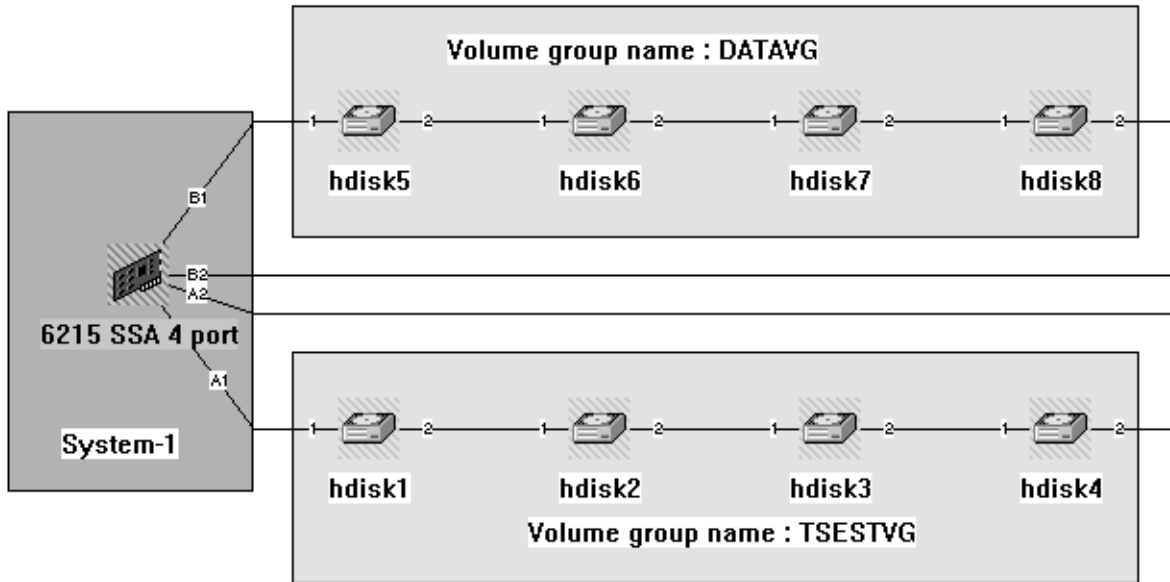 Volume group name : DATAVG
1 2 1 2 1 2 1 2
hdisk5 hdisk6 hdisk7 hdisk8
B1
B2
A2
6215 SSA 4 port
A1
System-1
1 2 1 2 1 2 1 2
hdisk1 hdisk2 hdisk3 hdisk4
Volume group name : TSESTVG